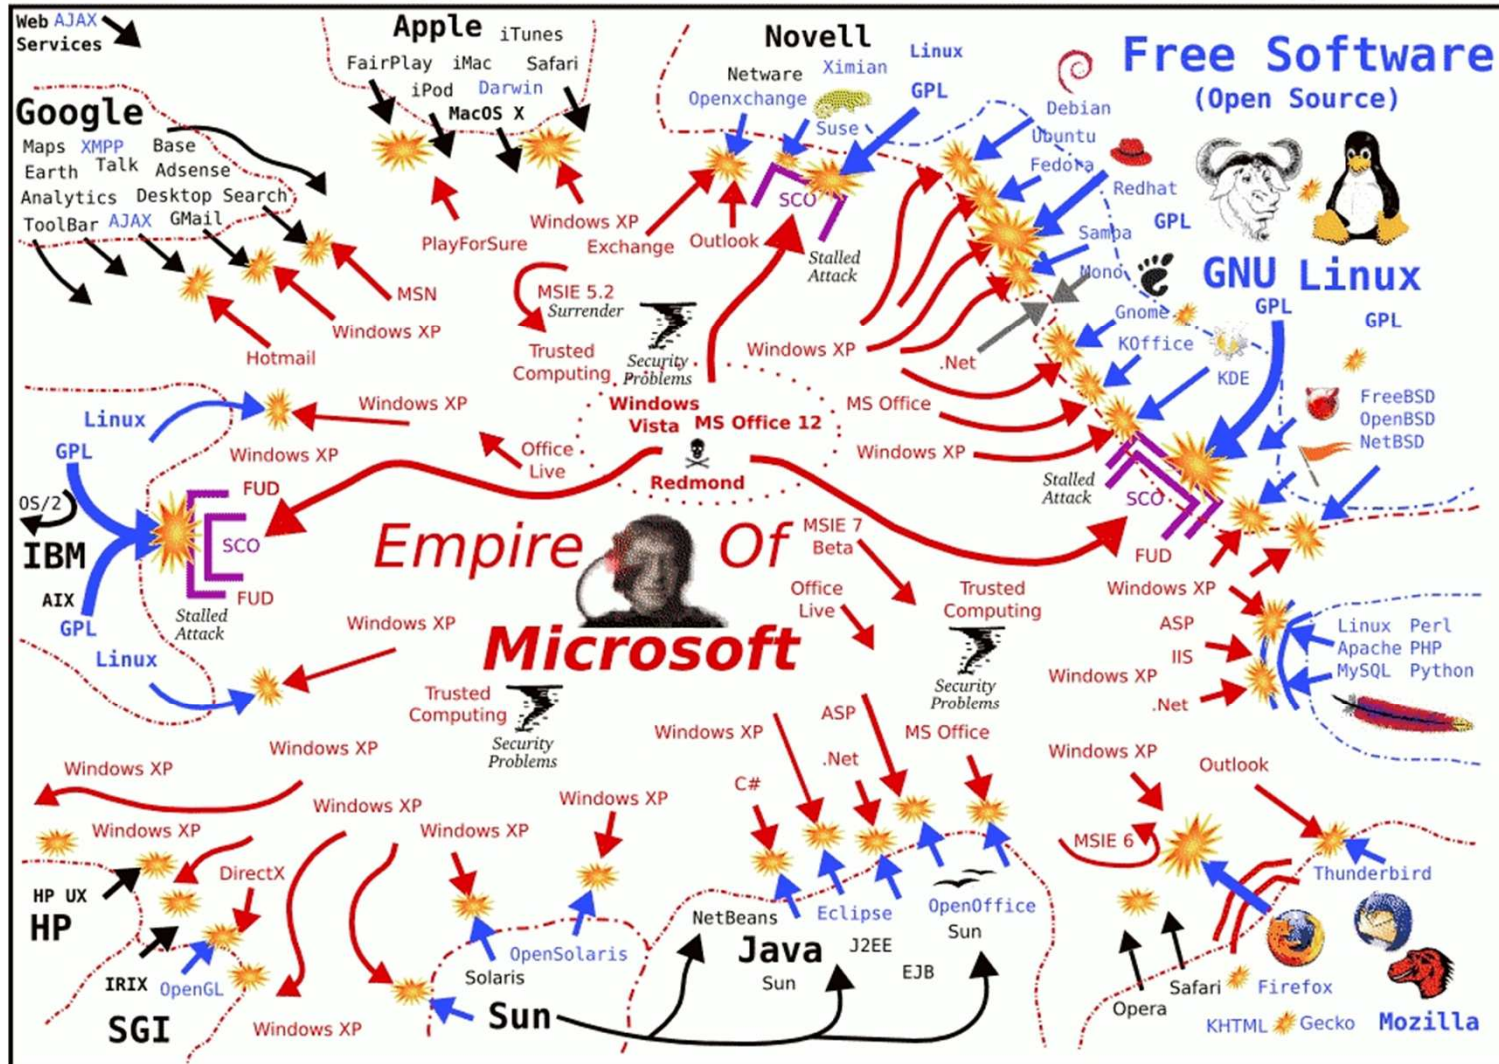 Web AJAX
Services
Google
Maps XMPP Base
Earth Talk Adsense
Analytics Desktop Search
ToolBar AJAX GMail
MSN
Windows XP
Hotmail
Apple iTunes
FairPlay iMac Safari
iPod Darwin
MacOS X
PlayForSure
Windows XP
MSIE 5.2
Surrender
Trusted
Computing
Security
Problems
Novell
Linux
Netware Ximian
Openxchange
GPL
Suse
SCO
Exchange Outlook
Stalled
Attack
Free Software
(Open Source)
Debian
Ubuntu
Fedora
Redhat
GPL
Samba
Mono
GNU Linux
GPL
GPL
Gnome
KOffice
KDE
FreeBSD
OpenBSD
NetBSD
Windows XP
.Net
MS Office
Windows XP
Stalled
Attack
SCO
FUD
Windows XP
Linux
GPL
OS/2
IBM
AIX
GPL
Linux
Windows XP
Windows XP
FUD
SCO
FUD
Stalled
Attack
Windows XP
Office
Live
Windows
Vista
MS Office 12
Redmond
Empire Of
Microsoft
MSIE 7
Beta
Office
Live
Trusted
Computing
Security
Problems
Trusted
Computing
Security
Problems
ASP
IIS
Windows XP
.Net
Linux Perl
Apache PHP
MySQL Python
Windows XP
Windows XP
Windows XP
Windows XP
Windows XP
DirectX
HP UX
HP
IRIX
OpenGL
SGI
Windows XP
Windows XP
Solaris
OpenSolaris
Sun
Windows XP
ASP
.Net
MS Office
C#
NetBeans
Eclipse
OpenOffice
Sun
Java
J2EE
Sun
EJB
Windows XP
Outlook
MSIE 6
Thunderbird
Opera
Safari
Firefox
KHTML Gecko
Mozilla